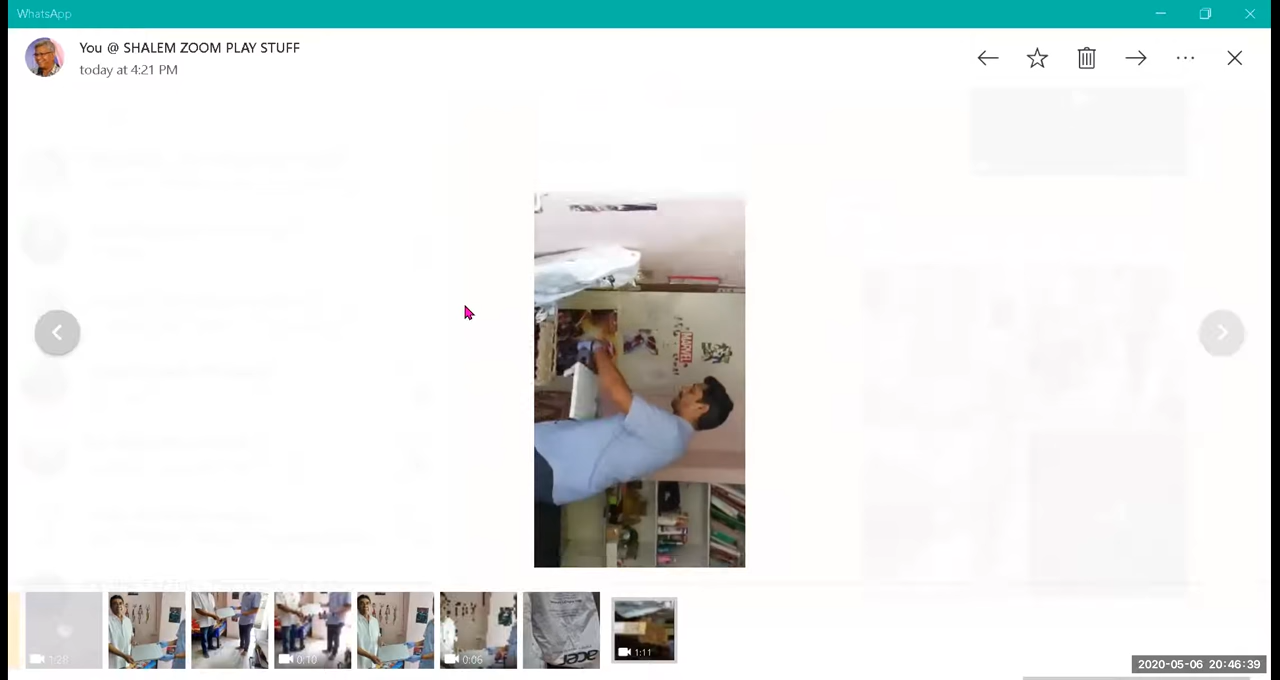 WhatsApp
You @ SHALEM ZOOM PLAY STUFF
today at 4:21 PM
MARVEL
1:28
0:10
0:06
acer
1:11
2020-05-06 20:46:39